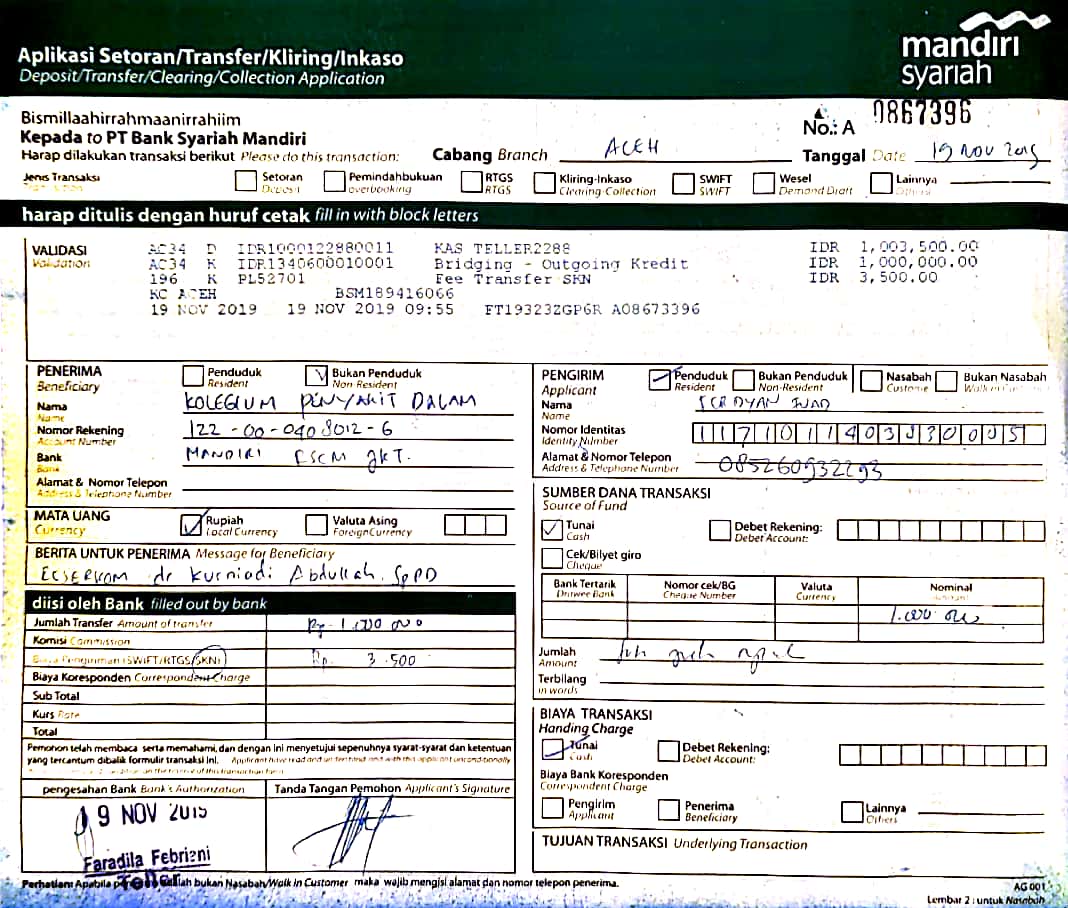 mandiri
syariah
Aplikasi Setoran/Transfer/Kliring/Inkaso
Deposit/Transfer/Clearing/Collection Application
Bismillaahirrahmaanirrahiim
Kepada to PT Bank Syariah Mandiri
No.: A 0867396
Harap dilakukan transaksi berikut Please do this transaction:
Cabang Branch ACEH
Tanggal Date 19 NOV 2019
Jenis Transaksi
Setoran Deposit
Pemindahbukuan overbooking
RTGS RTGS
Kliring-Inkaso Clearing-Collection
SWIFT SWIFT
Wesel Demand Draft
Lainnya Others
harap ditulis dengan huruf cetak fill in with block letters
VALIDASI Validation
AC34 D IDR1000122880011 KAS TELLER2288 IDR 1,003,500.00
AC34 K IDR1340600010001 Bridging - Outgoing Kredit IDR 1,000,000.00
196 K PL52701 Fee Transfer SKN IDR 3,500.00
KC ACEH BSM189416066
19 NOV 2019 19 NOV 2019 09:55 FT19323ZGP6R A08673396
PENERIMA Beneficiary
Penduduk Resident
Bukan Penduduk Non Resident
Nama Name KOLEGIUM PENYAKIT DALAM
Nomor Rekening Account Number 122-00-0408012-6
Bank Bank MANDIRI RSCM JKT.
Alamat & Nomor Telepon
Address & Telephone Number
MATA UANG Currency
Rupiah Local Currency
Valuta Asing Foreign Currency
BERITA UNTUK PENERIMA Message for Beneficiary
dr Kurniadi Abdullah, SpPD
diisi oleh Bank filled out by bank
Jumlah Transfer Amount of transfer Rp. 1.000.000
Komisi Commission
Biaya Pengiriman (SWIFT/RTGS/SKN) Rp. 3.500
Biaya Koresponden Correspondent Charge
Sub Total
Kurs Rate
Total
Pemohon telah membaca serta memahami, dan dengan ini menyetujui sepenuhnya syarat-syarat dan ketentuan
yang tercantum dibalik formulir transaksi ini.
pengesahan Bank Bank's Authorization
Tanda Tangan Pemohon Applicant's Signature
9 NOV 2019
Faradila Febriani
Teller
PENGIRIM Applicant
Penduduk Resident
Bukan Penduduk Non-Resident
Nasabah Customer
Bukan Nasabah
Nama Name
Nomor Identitas
Identity Number
Alamat & Nomor Telepon
Address & Telephone Number 085260932293
SUMBER DANA TRANSAKSI
Source of Fund
Tunai Cash
Debet Rekening: Debet Account:
Cek/Bilyet giro Cheque
Bank Tertarik Drawee Bank
Nomor cek/BG Cheque Number
Valuta Currency
Nominal
1.000.000
Jumlah Amount
Terbilang in words
BIAYA TRANSAKSI
Handing Charge
Tunai Cash
Debet Rekening: Debet Account:
Biaya Bank Koresponden
Correspondent Charge
Pengirim Applicant
Penerima Beneficiary
Lainnya Others
TUJUAN TRANSAKSI Underlying Transaction
bukan Nasabah/Walk in Customer maka wajib mengisi alamat dan nomor telepon penerima.
AG 001
Lembar 2 : untuk Nasabah